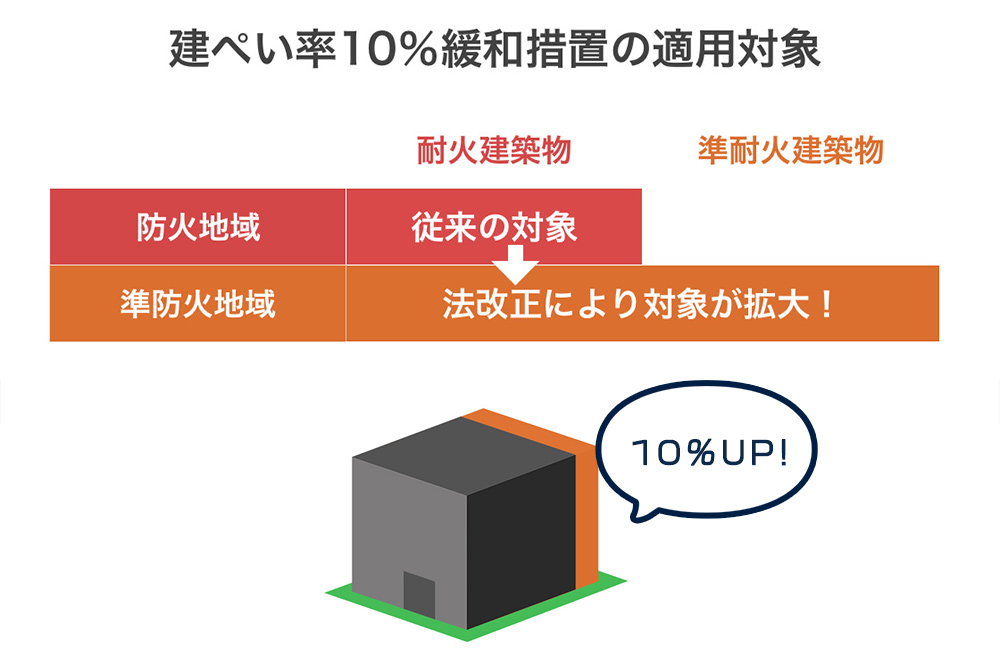 建ぺい率10%緩和措置の適用対象
耐火建築物 準耐火建築物
防火地域 従来の対象
準防火地域 法改正により対象が拡大！
10%UP!